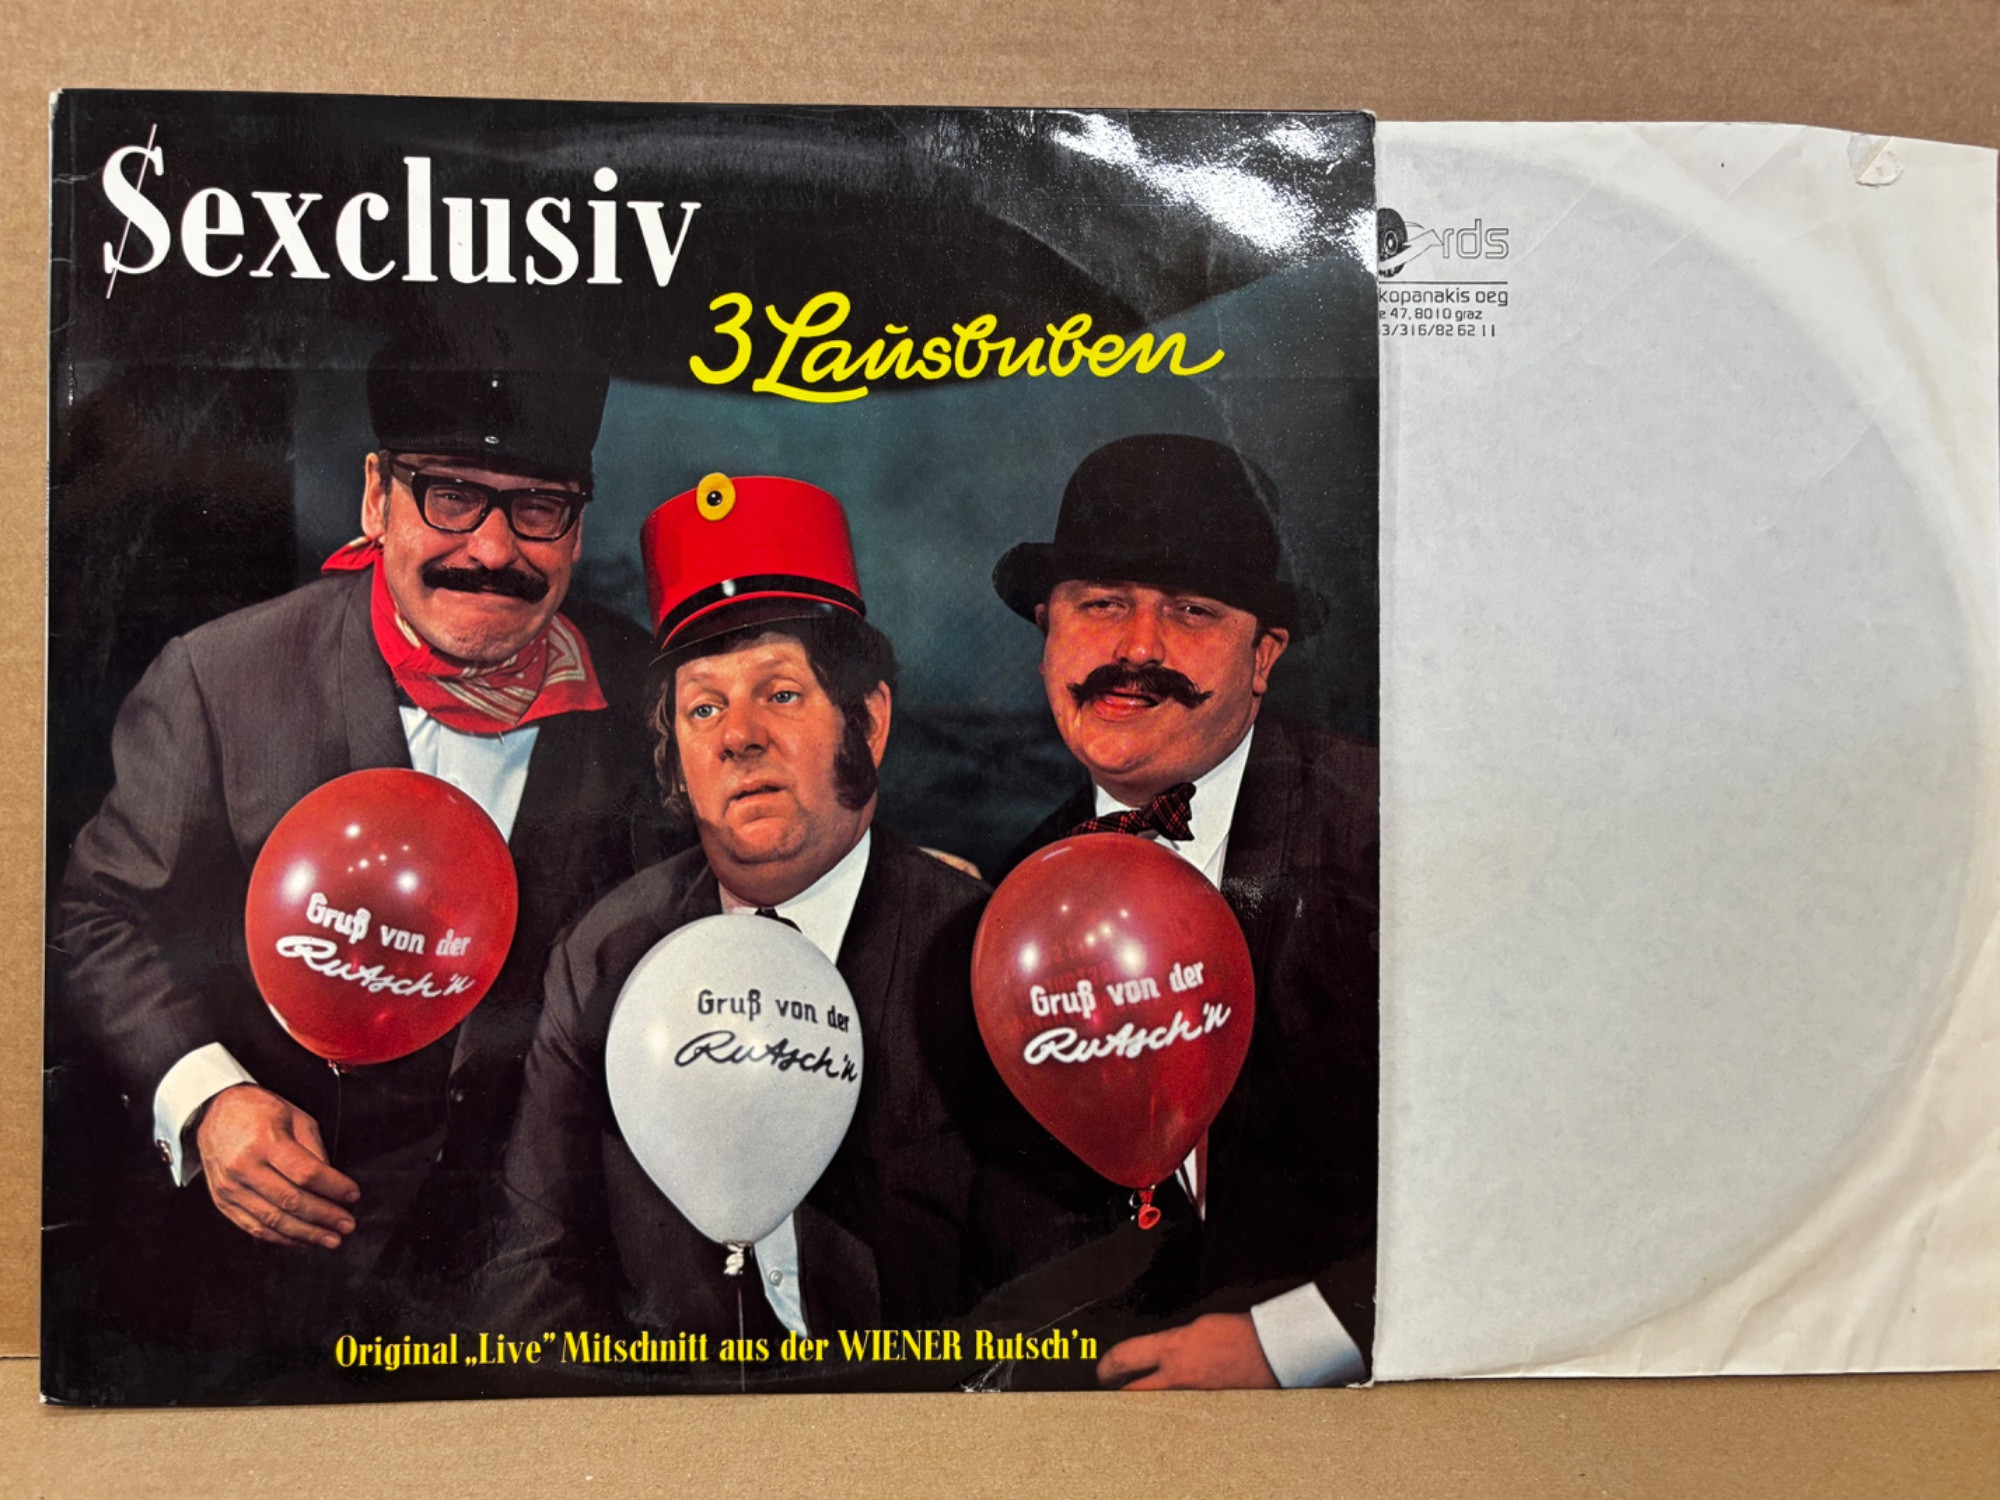 Sexclusiv
3 Lausbuben
Gruß von der
Rutsch'n
Gruß von der
Rutsch'n
Gruß von der
Rutsch'n
Original „Live” Mitschnitt aus der WIENER Rutsch'n
rds
kopanakis oeg
e 47, 8010 graz
3/316/82 62 11